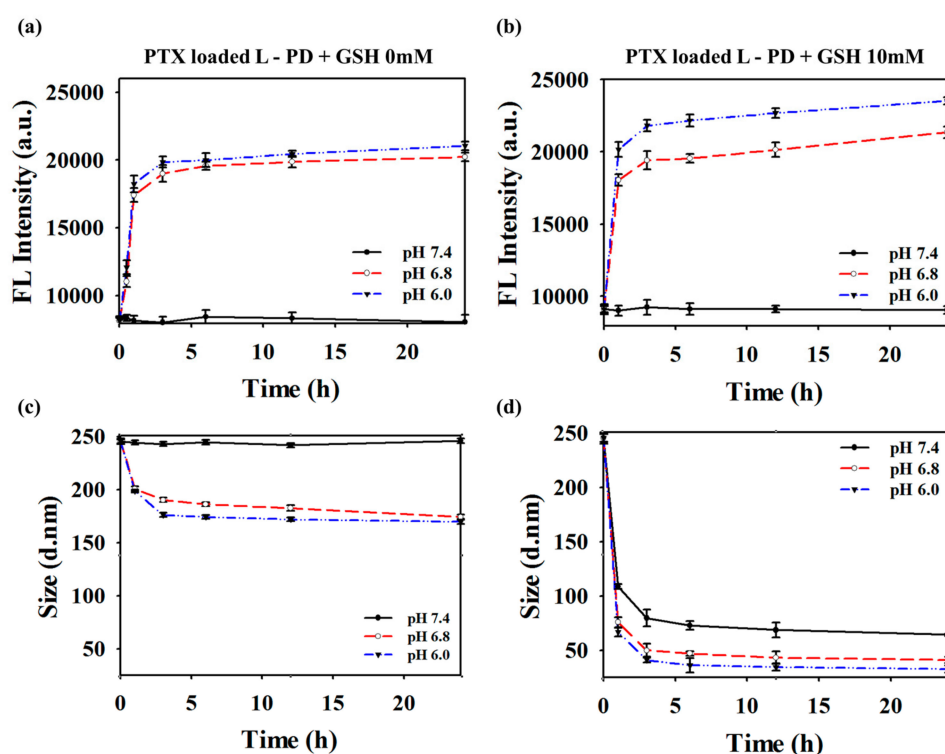 (a)
PTX loaded L - PD + GSH 0mM
FL Intensity (a.u.)
25000
20000
15000
10000
pH 7.4
pH 6.8
pH 6.0
0 5 10 15 20
Time (h)
(b)
PTX loaded L - PD + GSH 10mM
FL Intensity (a.u.)
25000
20000
15000
10000
pH 7.4
pH 6.8
pH 6.0
0 5 10 15 20
Time (h)
(c)
Size (d.nm)
250
200
150
100
50
pH 7.4
pH 6.8
pH 6.0
0 5 10 15 20
Time (h)
(d)
Size (d.nm)
250
200
150
100
50
pH 7.4
pH 6.8
pH 6.0
0 5 10 15 20
Time (h)